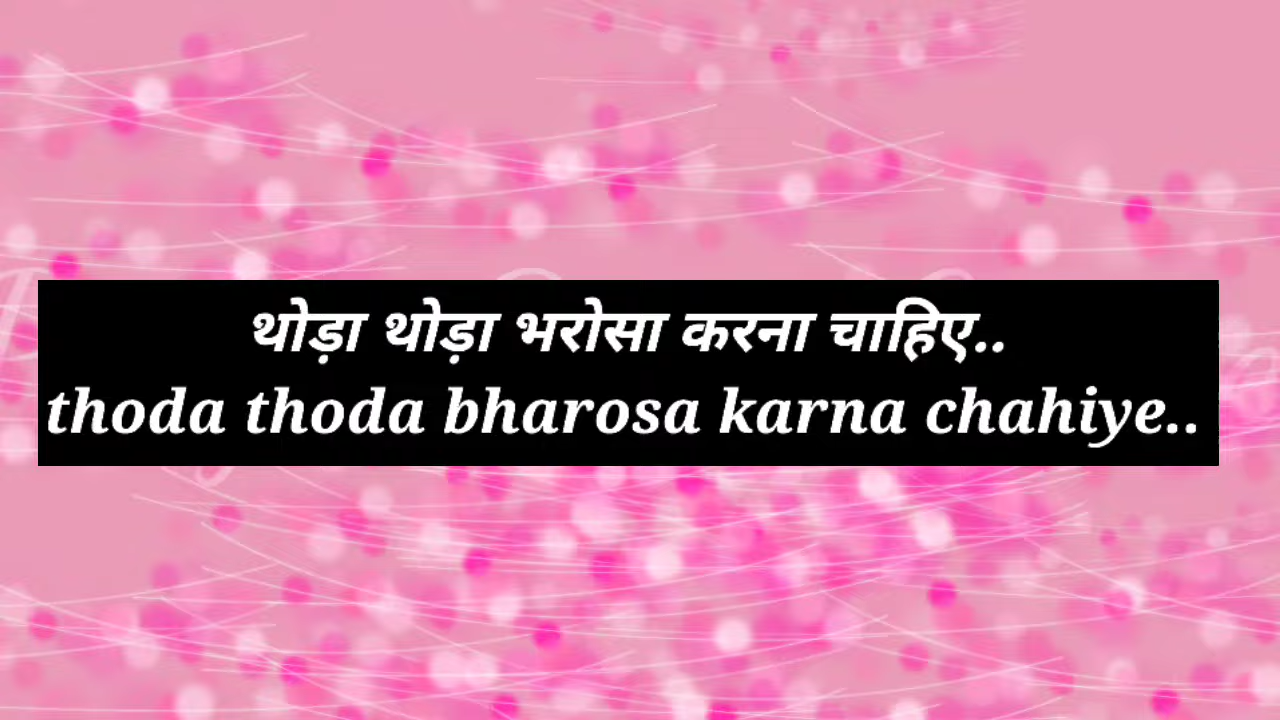 थोड़ा थोड़ा भरोसा करना चाहिए..
thoda thoda bharosa karna chahiye..